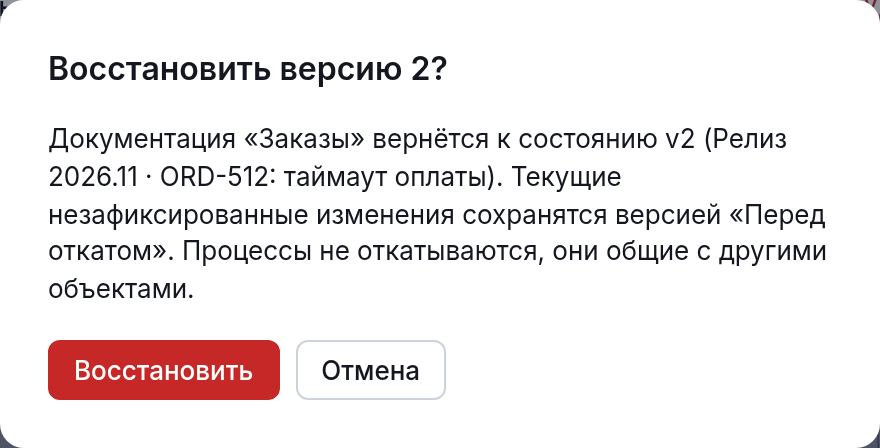 Восстановить версию 2?
Документация «Заказы» вернётся к состоянию v2 (Релиз
2026.11 · ORD-512: таймаут оплаты). Текущие
незафиксированные изменения сохранятся версией «Перед
откатом». Процессы не откатываются, они общие с другими
объектами.
Восстановить
Отмена